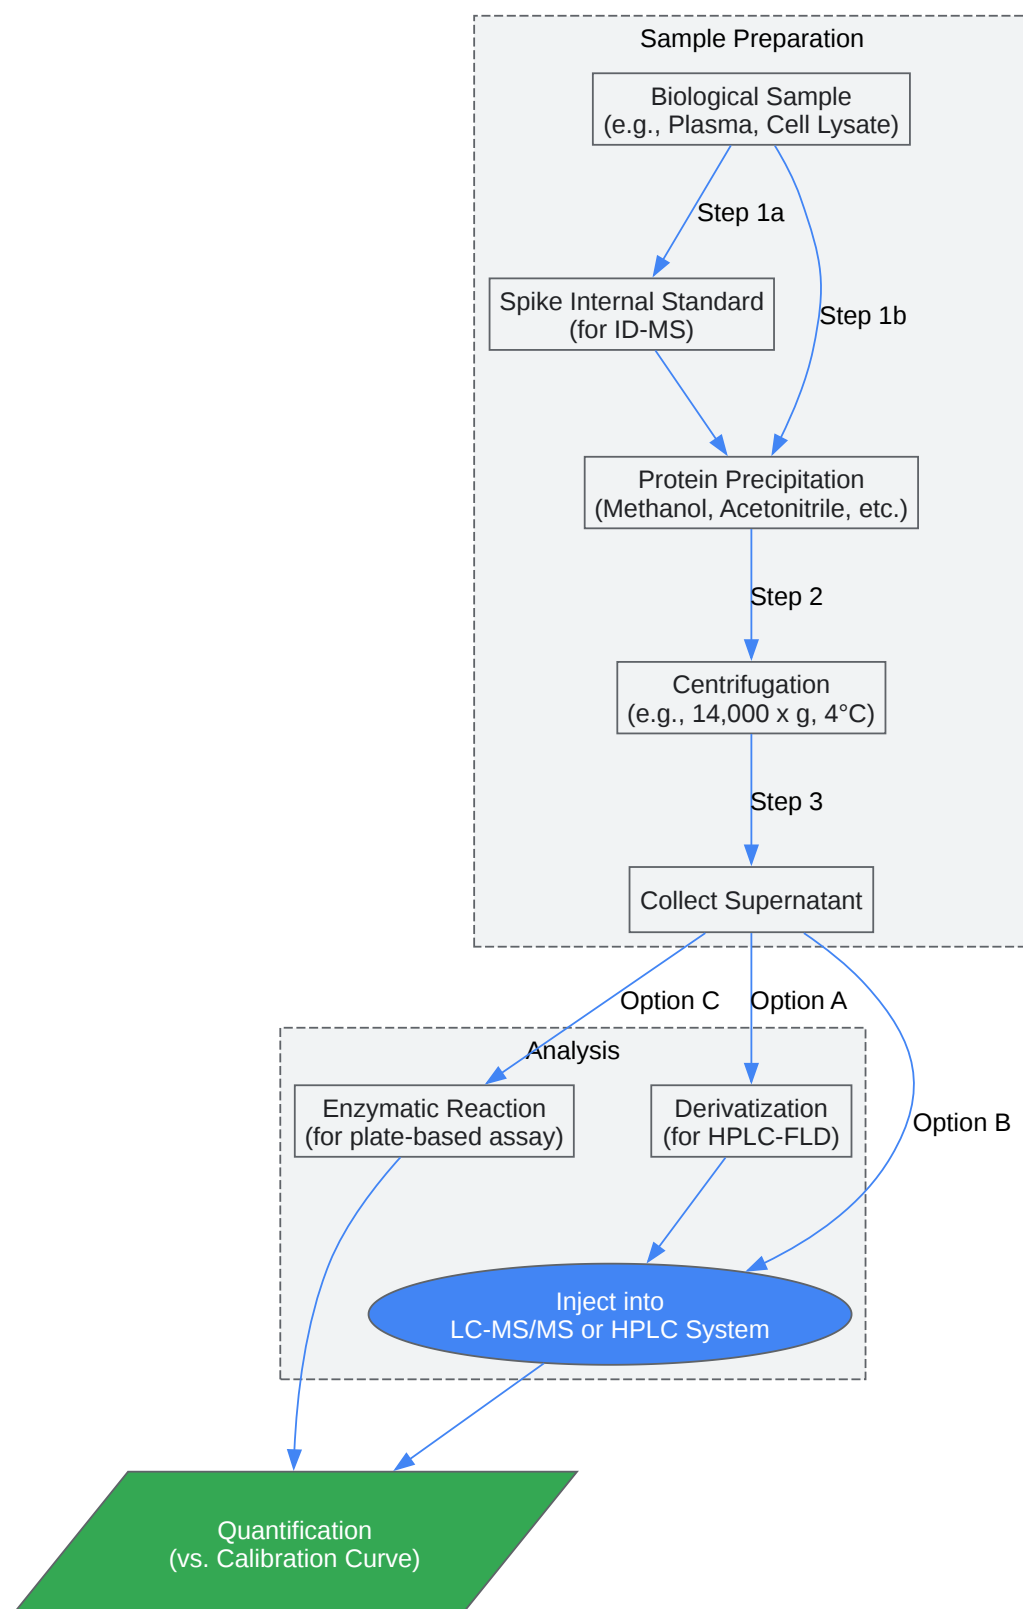 Sample Preparation
Biological Sample
(e.g., Plasma, Cell Lysate)
Step 1a
Spike Internal Standard
(for ID-MS)
Step 1b
Protein Precipitation
(Methanol, Acetonitrile, etc.)
Step 2
Centrifugation
(e.g., 14,000 x g, 4°C)
Step 3
Collect Supernatant
Option C
Option A
Analysis
Enzymatic Reaction
(for plate-based assay)
Derivatization
(for HPLC-FLD)
Option B
Inject into
LC-MS/MS or HPLC System
Quantification
(vs. Calibration Curve)